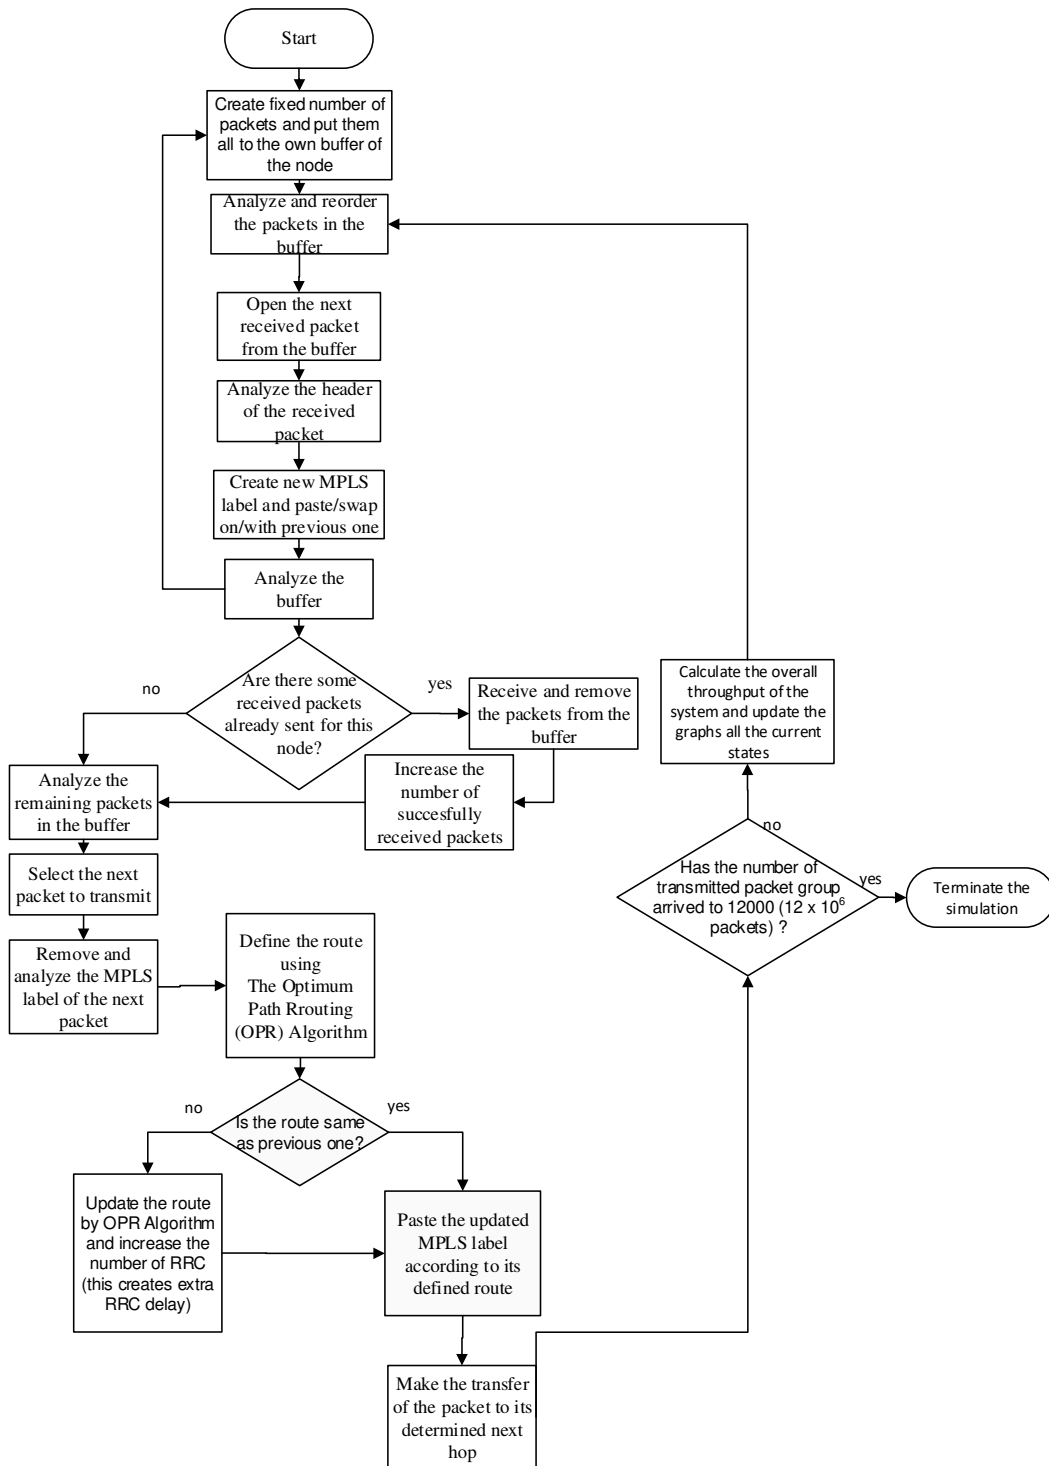 Start
Create fixed number of
packets and put them
all to the own buffer of
the node
Analyze and reorder
the packets in the
buffer
Open the next
received packet
from the buffer
Analyze the header
of the received
packet
Create new MPLS
label and paste/swap
on/with previous one
Analyze the
buffer
Are there some
received packets
already sent for this
node?
no
yes
Receive and remove
the packets from the
buffer
Increase the
number of
succesfully
received packets
Analyze the
remaining packets
in the buffer
Select the next
packet to transmit
Remove and
analyze the MPLS
label of the next
packet
Define the route
using
The Optimum
Path Rrouting
(OPR) Algorithm
Is the route same
as previous one?
no
yes
Update the route
by OPR Algorithm
and increase the
number of RRC
(this creates extra
RRC delay)
Paste the updated
MPLS label
according to its
defined route
Make the transfer
of the packet to its
determined next
hop
Has the number of
transmitted packet group
arrived to 12000 (12 x 10⁶
packets) ?
no
yes
Calculate the overall
throughput of the
system and update the
graphs all the current
states
Terminate the
simulation